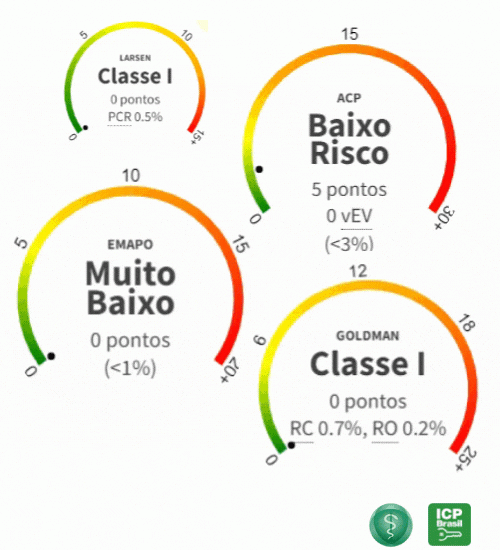 5
10
LARSEN
Classe I
0 pontos
PCR 0.5%
0
15+
15
ACP
Baixo
Risco
5 pontos
0 vEV
(<3%)
0
30+
10
5
15
EMAPO
Muito
Baixo
0 pontos
(<1%)
0
20+
12
6
18
GOLDMAN
Classe I
0 pontos
RC 0.7%, RO 0.2%
0
25+
ICP
Brasil